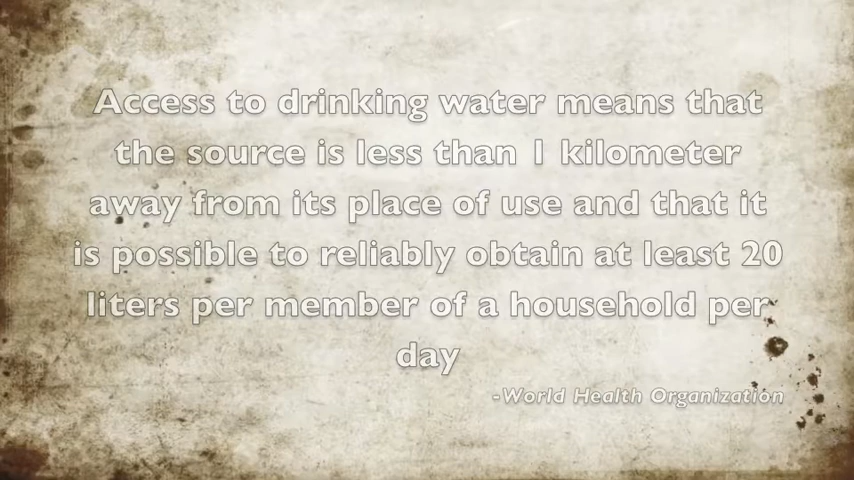 Access to drinking water means that
the source is less than 1 kilometer
away from its place of use and that it
is possible to reliably obtain at least 20
liters per member of a household per
day
-World Health Organization